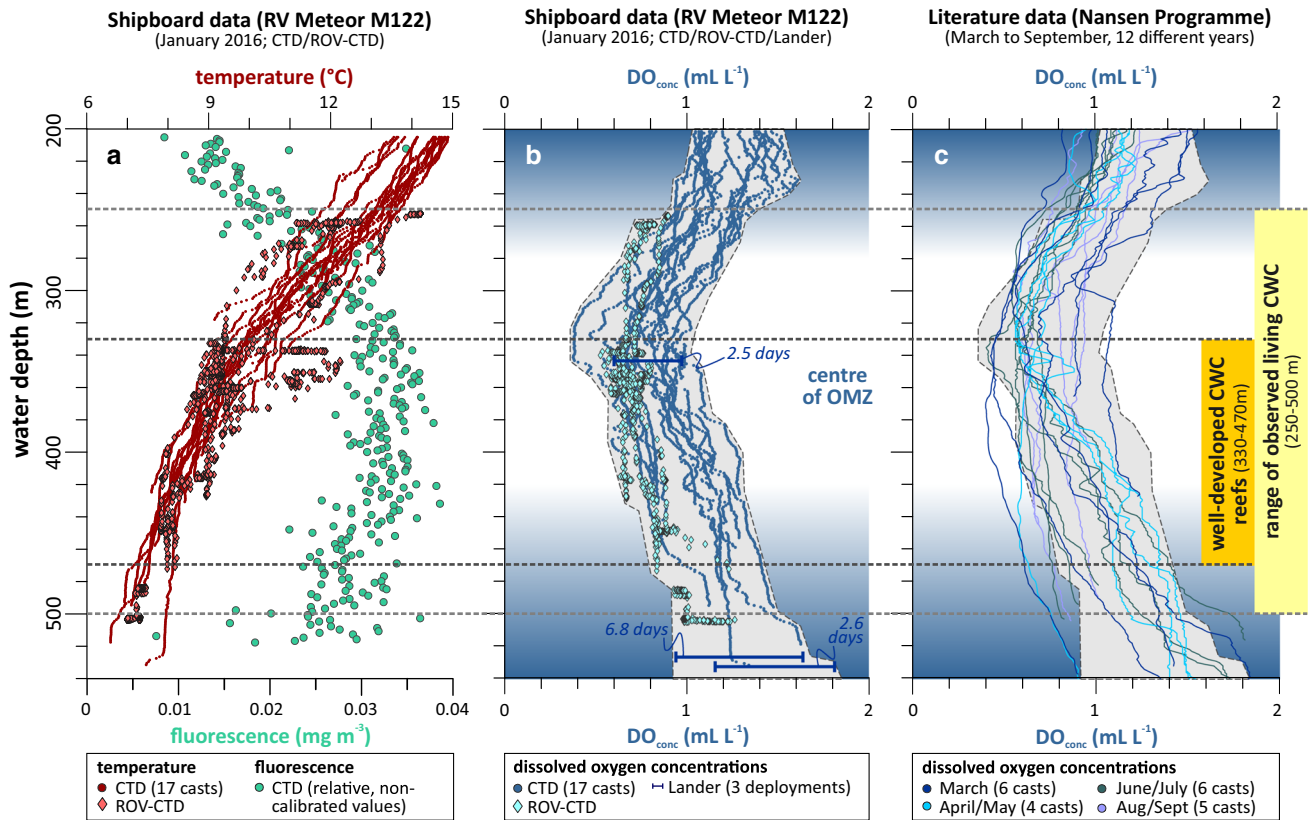 Shipboard data (RV Meteor M122)
(January 2016; CTD/ROV-CTD)
temperature (°C)
6 9 12 15
a
water depth (m)
200
300
400
500
0 0.01 0.02 0.03 0.04
fluorescence (mg m⁻³)
temperature
CTD (17 casts)
ROV-CTD
fluorescence
CTD (relative, non-
calibrated values)
Shipboard data (RV Meteor M122)
(January 2016; CTD/ROV-CTD/Lander)
DOconc (mL L⁻¹)
0 1 2
b
2.5 days
centre
of OMZ
6.8 days
2.6
days
0 1 2
DOconc (mL L⁻¹)
dissolved oxygen concentrations
CTD (17 casts)
Lander (3 deployments)
ROV-CTD
Literature data (Nansen Programme)
(March to September, 12 different years)
DOconc (mL L⁻¹)
0 1 2
c
well-developed CWC
reefs (330-470m)
range of observed living CWC
(250-500 m)
0 1 2
DOconc (mL L⁻¹)
dissolved oxygen concentrations
March (6 casts)
June/July (6 casts)
April/May (4 casts)
Aug/Sept (5 casts)